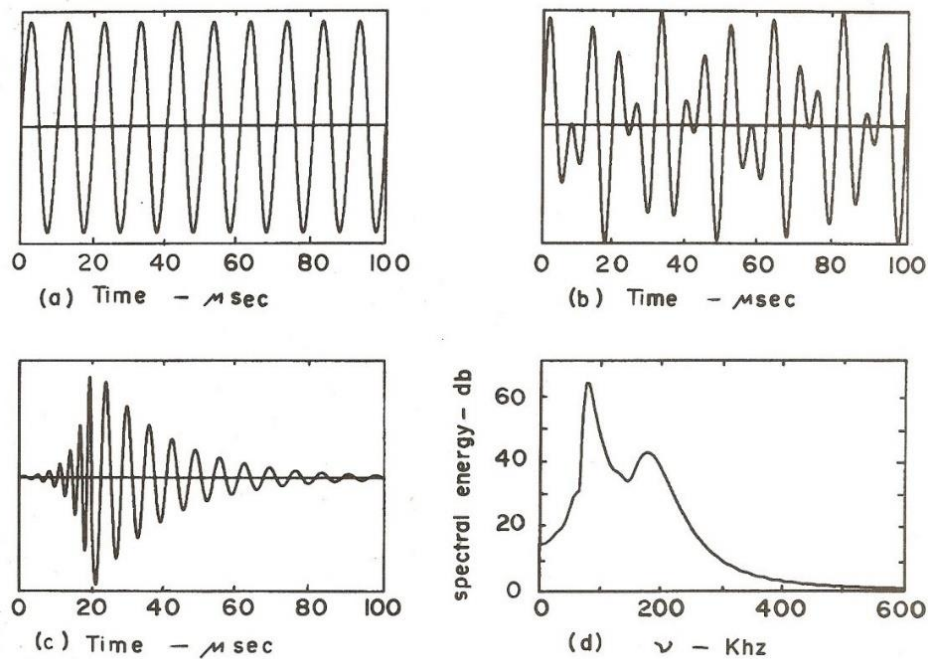 0 20 40 60 80 100
(a) Time - μsec
0 20 40 60 80 100
(b) Time - μsec
0 20 40 60 80 100
(c) Time - μsec
spectral energy - db
60
40
20
0
0 200 400 600
(d) ν - Khz